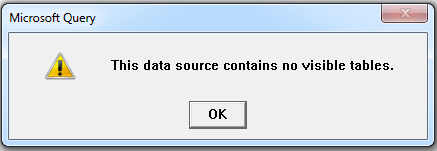 Microsoft Query
This data source contains no visible tables.
OK